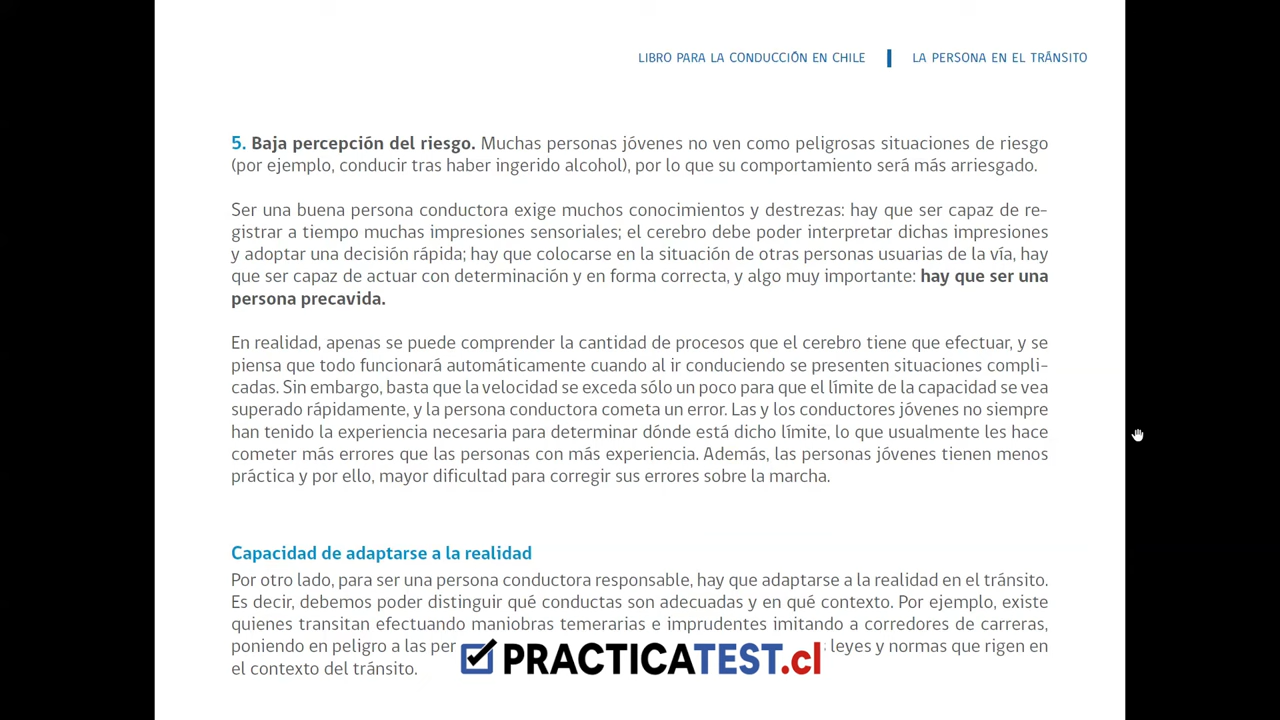 LIBRO PARA LA CONDUCCIÓN EN CHILE | LA PERSONA EN EL TRÁNSITO
5. Baja percepción del riesgo. Muchas personas jóvenes no ven como peligrosas situaciones de riesgo
(por ejemplo, conducir tras haber ingerido alcohol), por lo que su comportamiento será más arriesgado.
Ser una buena persona conductora exige muchos conocimientos y destrezas: hay que ser capaz de re-
gistrar a tiempo muchas impresiones sensoriales; el cerebro debe poder interpretar dichas impresiones
y adoptar una decisión rápida; hay que colocarse en la situación de otras personas usuarias de la vía, hay
que ser capaz de actuar con determinación y en forma correcta, y algo muy importante: hay que ser una
persona precavida.
En realidad, apenas se puede comprender la cantidad de procesos que el cerebro tiene que efectuar, y se
piensa que todo funcionará automáticamente cuando al ir conduciendo se presenten situaciones compli-
cadas. Sin embargo, basta que la velocidad se exceda sólo un poco para que el límite de la capacidad se vea
superado rápidamente, y la persona conductora cometa un error. Las y los conductores jóvenes no siempre
han tenido la experiencia necesaria para determinar dónde está dicho límite, lo que usualmente les hace
cometer más errores que las personas con más experiencia. Además, las personas jóvenes tienen menos
práctica y por ello, mayor dificultad para corregir sus errores sobre la marcha.
Capacidad de adaptarse a la realidad
Por otro lado, para ser una persona conductora responsable, hay que adaptarse a la realidad en el tránsito.
Es decir, debemos poder distinguir qué conductas son adecuadas y en qué contexto. Por ejemplo, existe
quienes transitan efectuando maniobras temerarias e imprudentes imitando a corredores de carreras,
poniendo en peligro a las per leyes y normas que rigen en
el contexto del tránsito.
PRACTICATEST.cl